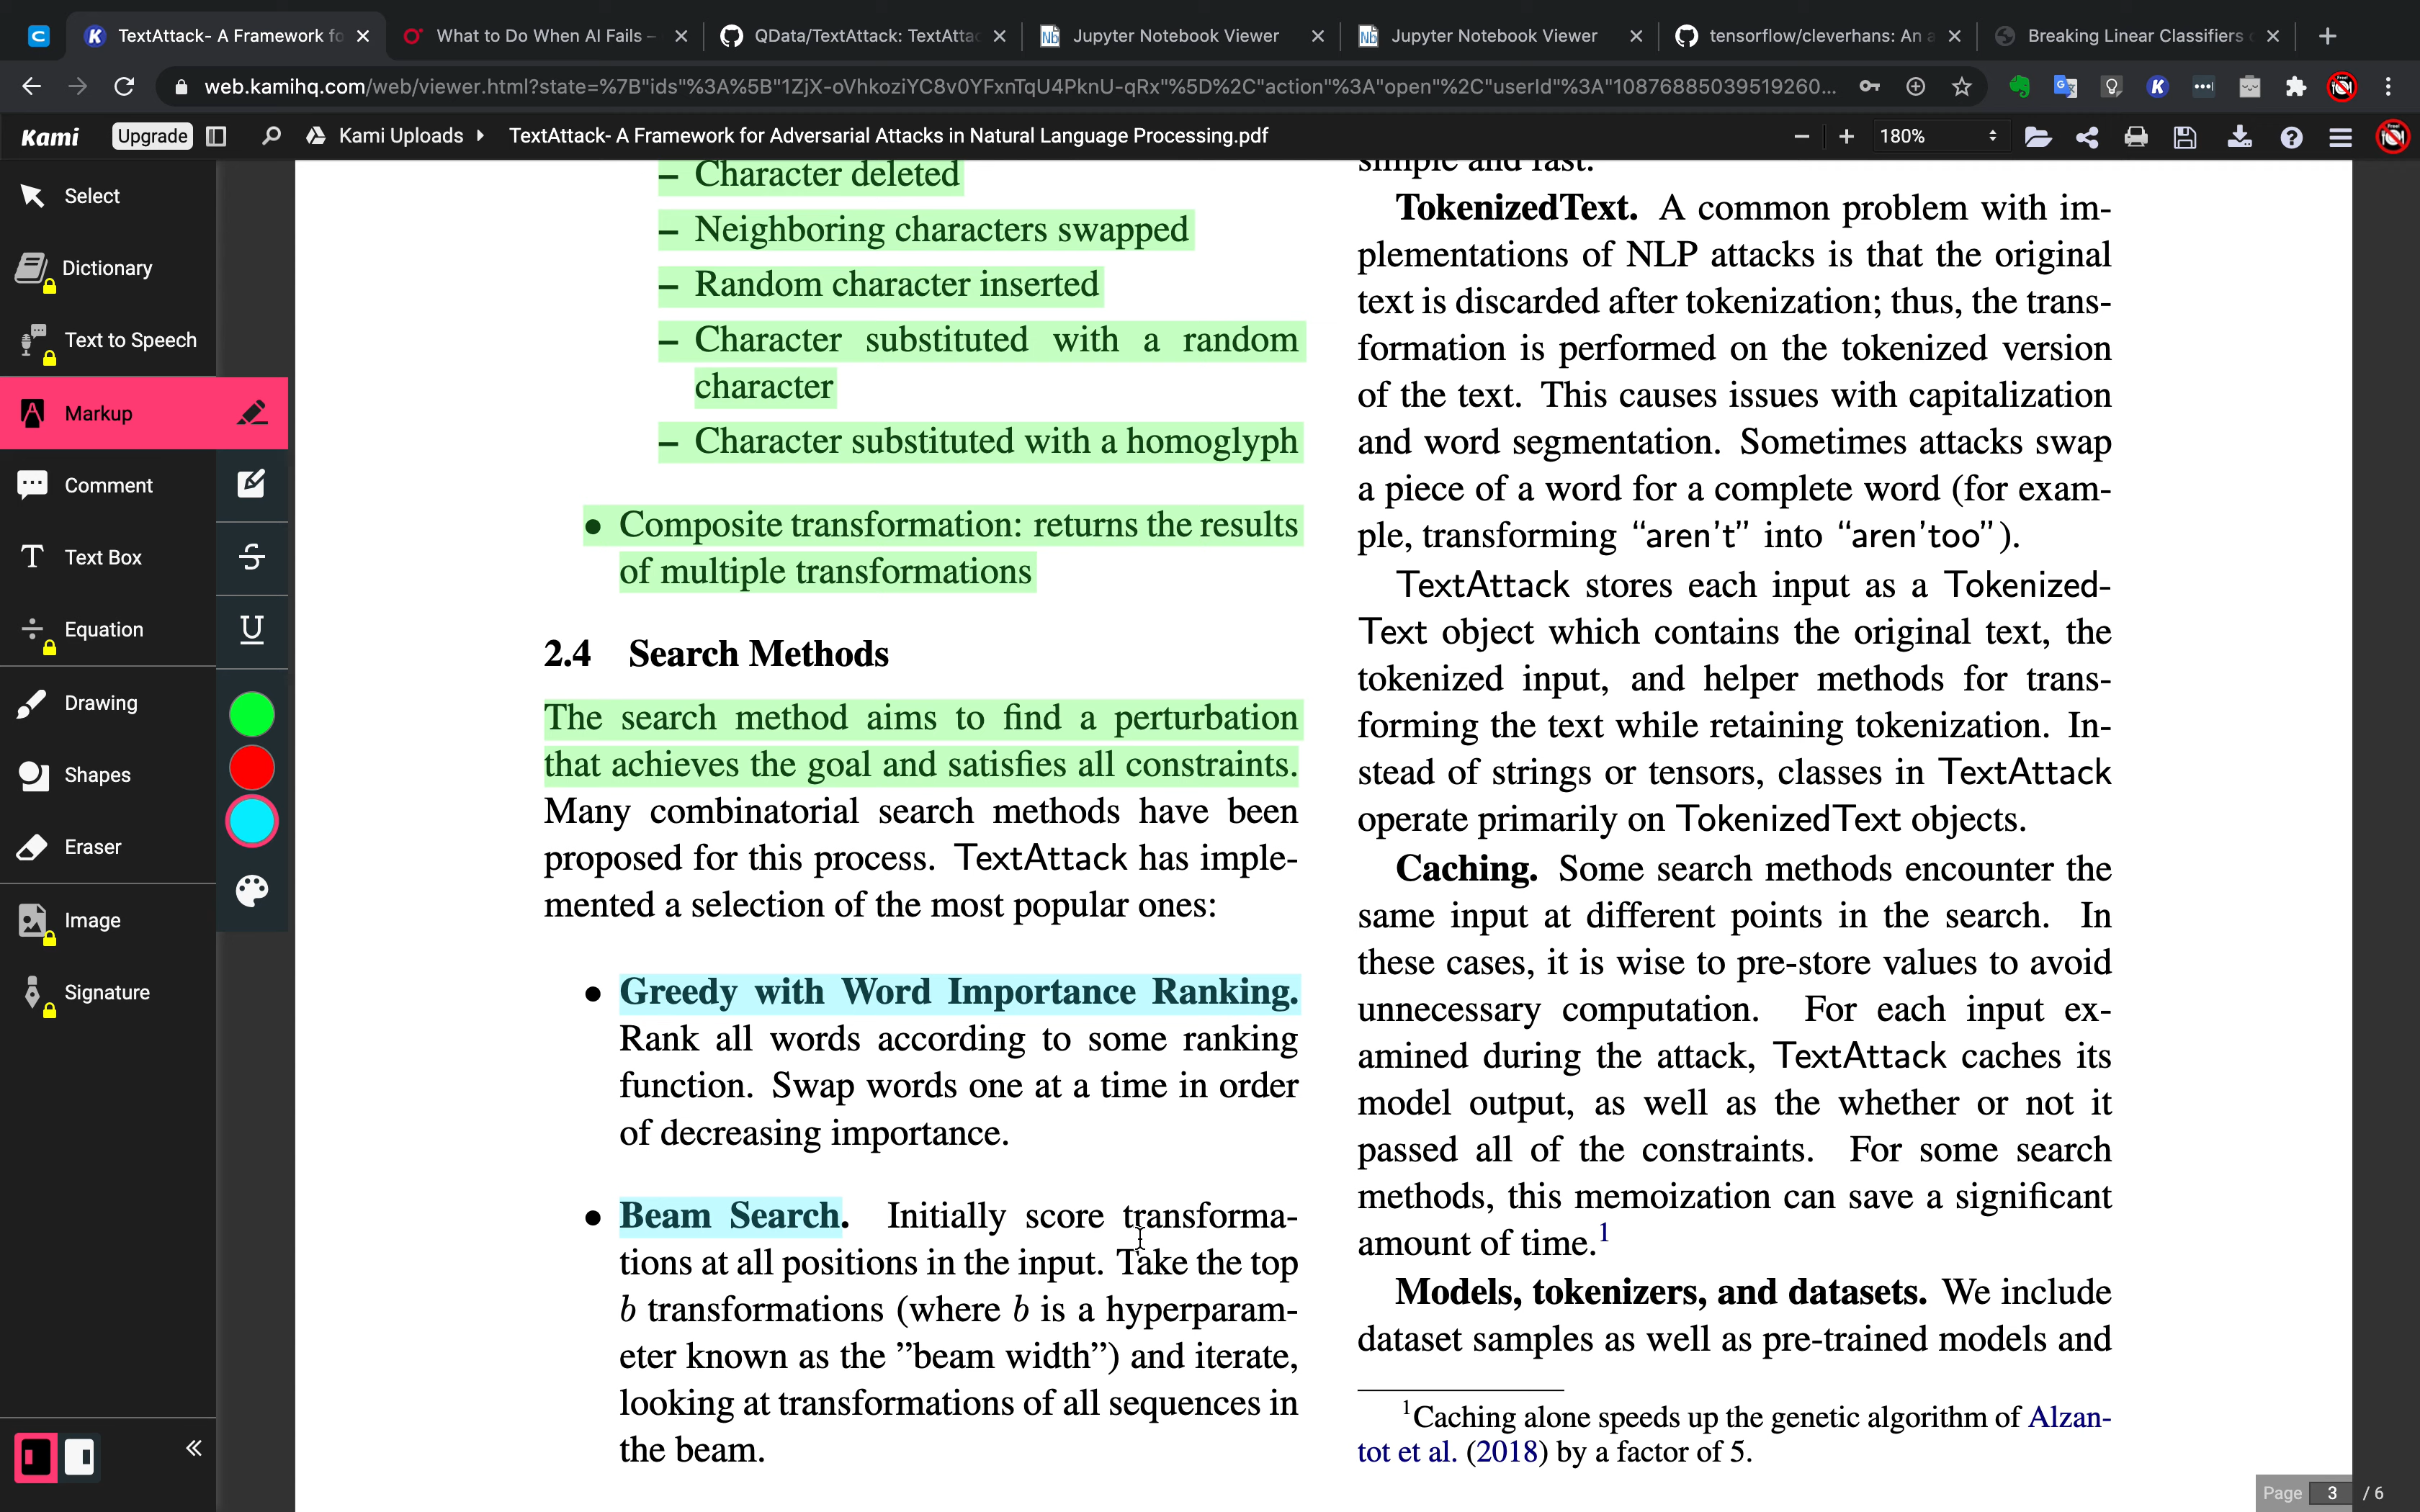 TextAttack- A Framework fo
What to Do When AI Fails –
QData/TextAttack: TextAttac
Jupyter Notebook Viewer
Jupyter Notebook Viewer
tensorflow/cleverhans: An a
Breaking Linear Classifiers o
web.kamihq.com/web/viewer.html?state=%7B"ids"%3A%5B"1ZjX-oVhkoziYC8v0YFxnTqU4PknU-qRx"%5D%2C"action"%3A"open"%2C"userId"%3A"10876885039519260...
Kami
Upgrade
Kami Uploads
TextAttack- A Framework for Adversarial Attacks in Natural Language Processing.pdf
180%
Select
Dictionary
Text to Speech
Markup
Comment
Text Box
Equation
Drawing
Shapes
Eraser
Image
Signature
– Character deleted
– Neighboring characters swapped
– Random character inserted
– Character substituted with a random
character
– Character substituted with a homoglyph
• Composite transformation: returns the results
of multiple transformations
2.4 Search Methods
The search method aims to find a perturbation
that achieves the goal and satisfies all constraints.
Many combinatorial search methods have been
proposed for this process. TextAttack has imple-
mented a selection of the most popular ones:
• Greedy with Word Importance Ranking.
Rank all words according to some ranking
function. Swap words one at a time in order
of decreasing importance.
• Beam Search. Initially score transforma-
tions at all positions in the input. Take the top
b transformations (where b is a hyperparam-
eter known as the ”beam width”) and iterate,
looking at transformations of all sequences in
the beam.
simple and fast.
TokenizedText. A common problem with im-
plementations of NLP attacks is that the original
text is discarded after tokenization; thus, the trans-
formation is performed on the tokenized version
of the text. This causes issues with capitalization
and word segmentation. Sometimes attacks swap
a piece of a word for a complete word (for exam-
ple, transforming “aren’t” into “aren’too”).
TextAttack stores each input as a Tokenized-
Text object which contains the original text, the
tokenized input, and helper methods for trans-
forming the text while retaining tokenization. In-
stead of strings or tensors, classes in TextAttack
operate primarily on TokenizedText objects.
Caching. Some search methods encounter the
same input at different points in the search. In
these cases, it is wise to pre-store values to avoid
unnecessary computation. For each input ex-
amined during the attack, TextAttack caches its
model output, as well as the whether or not it
passed all of the constraints. For some search
methods, this memoization can save a significant
amount of time.1
Models, tokenizers, and datasets. We include
dataset samples as well as pre-trained models and
1Caching alone speeds up the genetic algorithm of Alzan-
tot et al. (2018) by a factor of 5.
Page 3 / 6